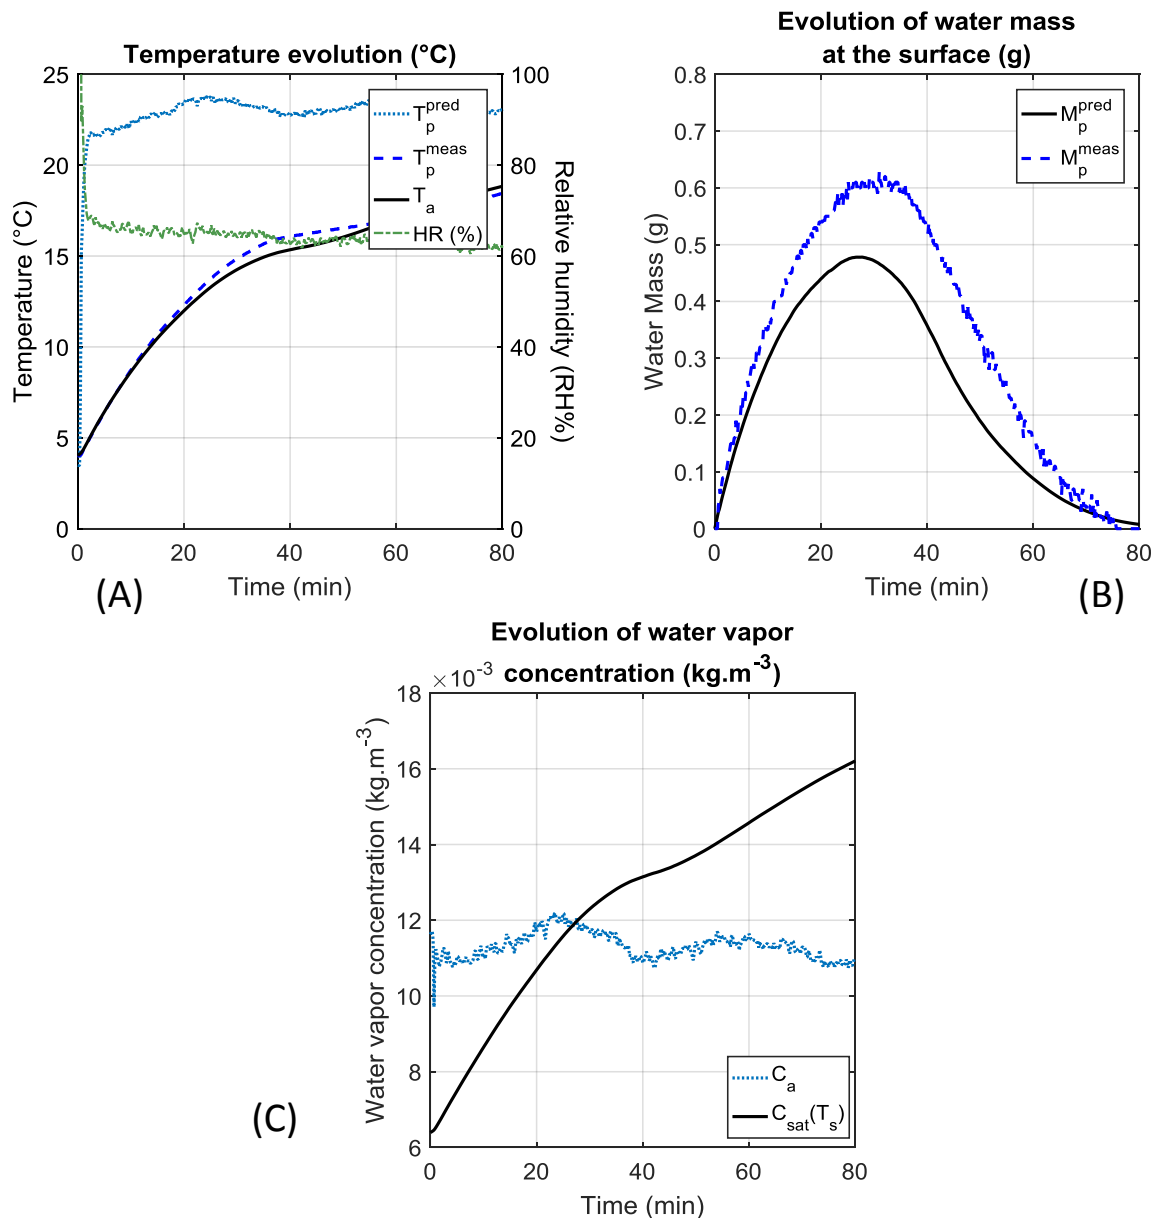 Temperature evolution (°C)
25
20
15
10
5
0
100
80
60
40
20
0
Temperature (°C)
Relative humidity (RH%)
T_p^pred
T_p^meas
T_a
HR (%)
0 20 40 60 80
Time (min)
(A)
Evolution of water mass
at the surface (g)
0.8
0.7
0.6
0.5
0.4
0.3
0.2
0.1
0
Water Mass (g)
M_p^pred
M_p^meas
0 20 40 60 80
Time (min)
(B)
Evolution of water vapor
concentration (kg.m^-3)
×10^-3
18
16
14
12
10
8
6
Water vapor concentration (kg.m^-3)
C_a
C_sat(T_s)
0 20 40 60 80
Time (min)
(C)